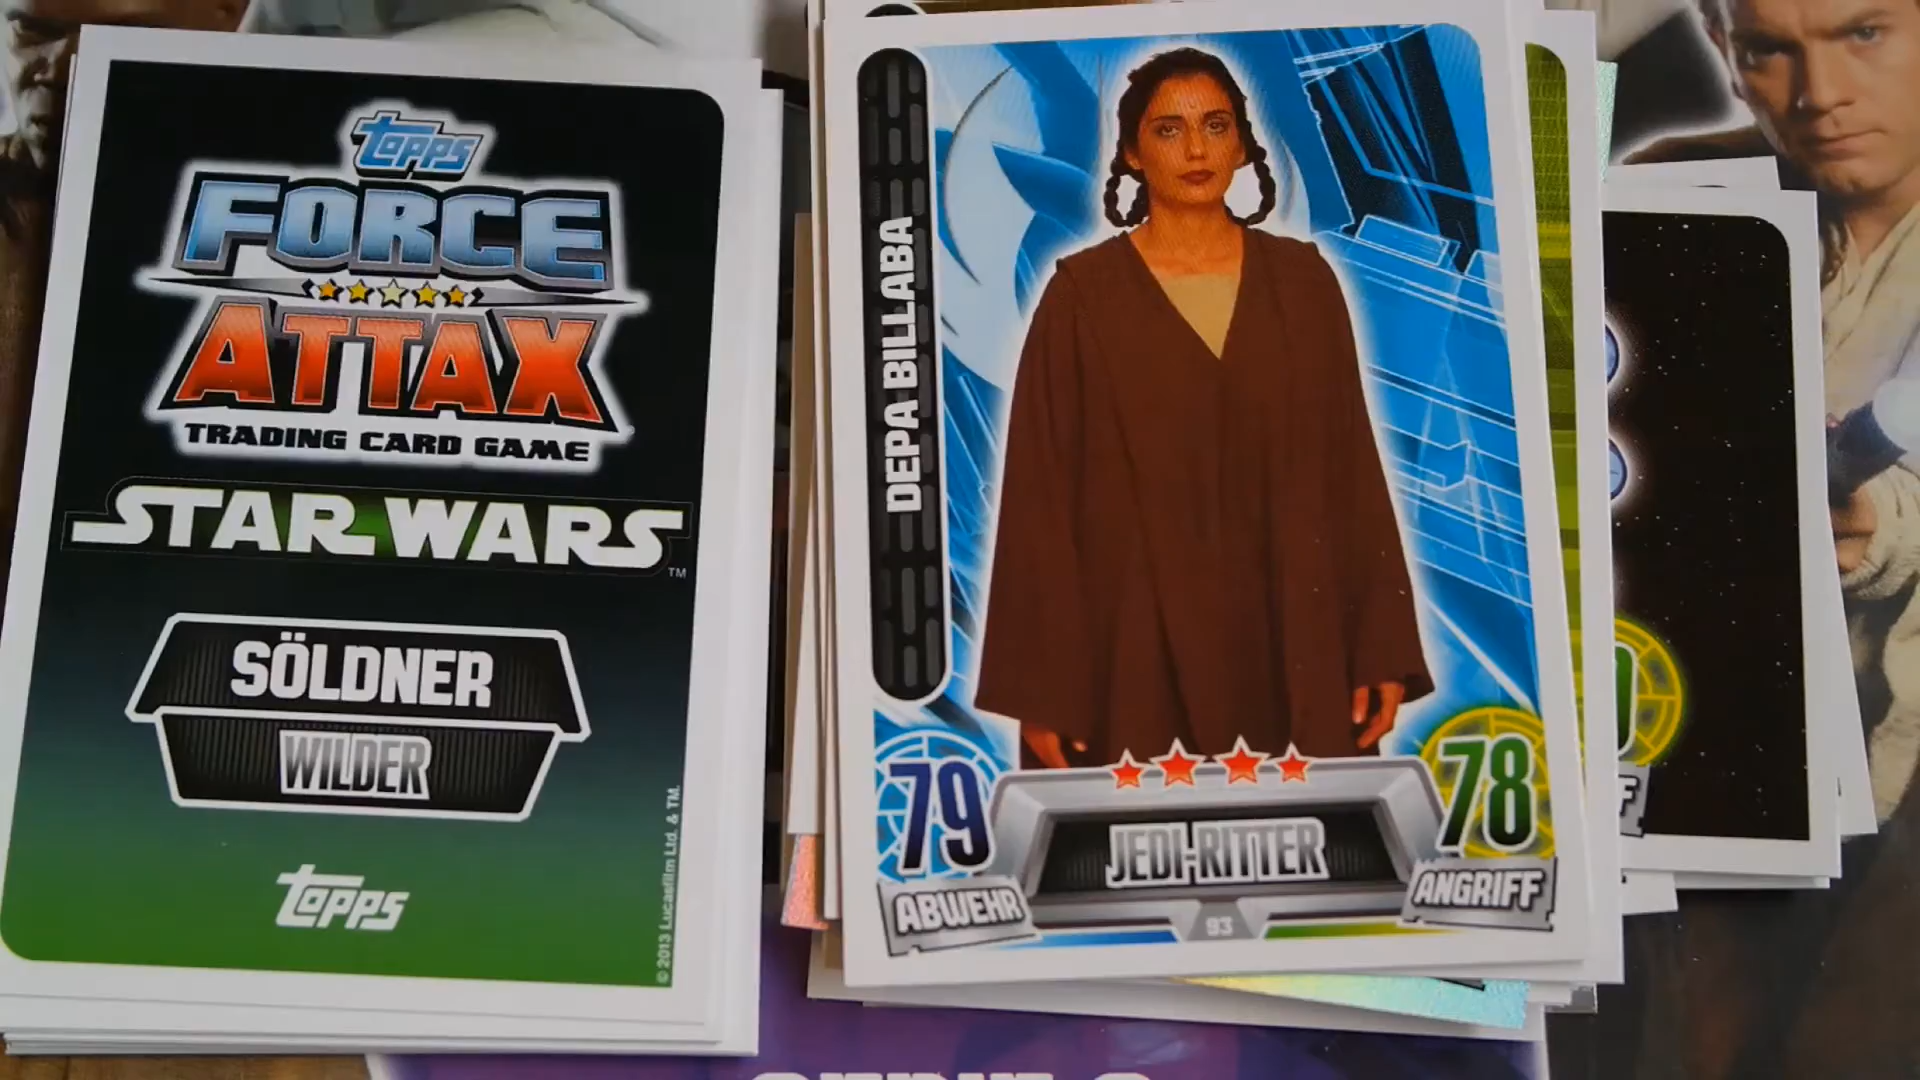 topps
FORCE
ATTAX
TRADING CARD GAME
STAR WARS
TM
SÖLDNER
WILDER
topps
© 2013 Lucasfilm Ltd. & TM.
DEPA BILLABA
79
ABWEHR
JEDI-RITTER
93
78
ANGRIFF